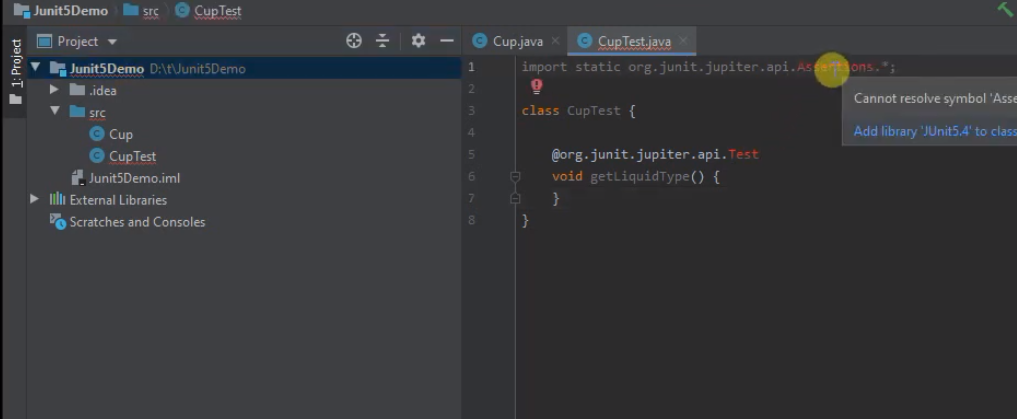 Junit5Demo src CupTest
1: Project
Project
Cup.java CupTest.java
Junit5Demo D:\t\Junit5Demo
.idea
src
Cup
CupTest
Junit5Demo.iml
External Libraries
Scratches and Consoles
1 import static org.junit.jupiter.api.Assertions.*;
2
3 class CupTest {
4
5 @org.junit.jupiter.api.Test
6 void getLiquidType() {
7 }
8 }
Cannot resolve symbol 'Asse
Add library 'JUnit5.4' to class